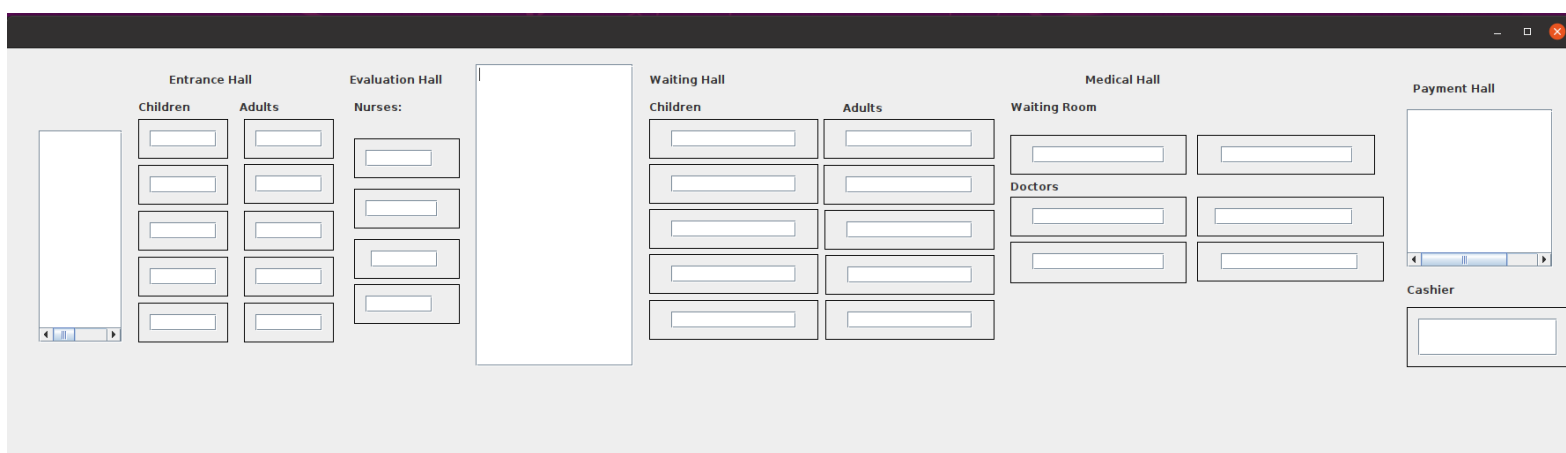 Entrance Hall
Children
Adults
Evaluation Hall
Nurses:
Waiting Hall
Children
Adults
Medical Hall
Waiting Room
Doctors
Payment Hall
Cashier